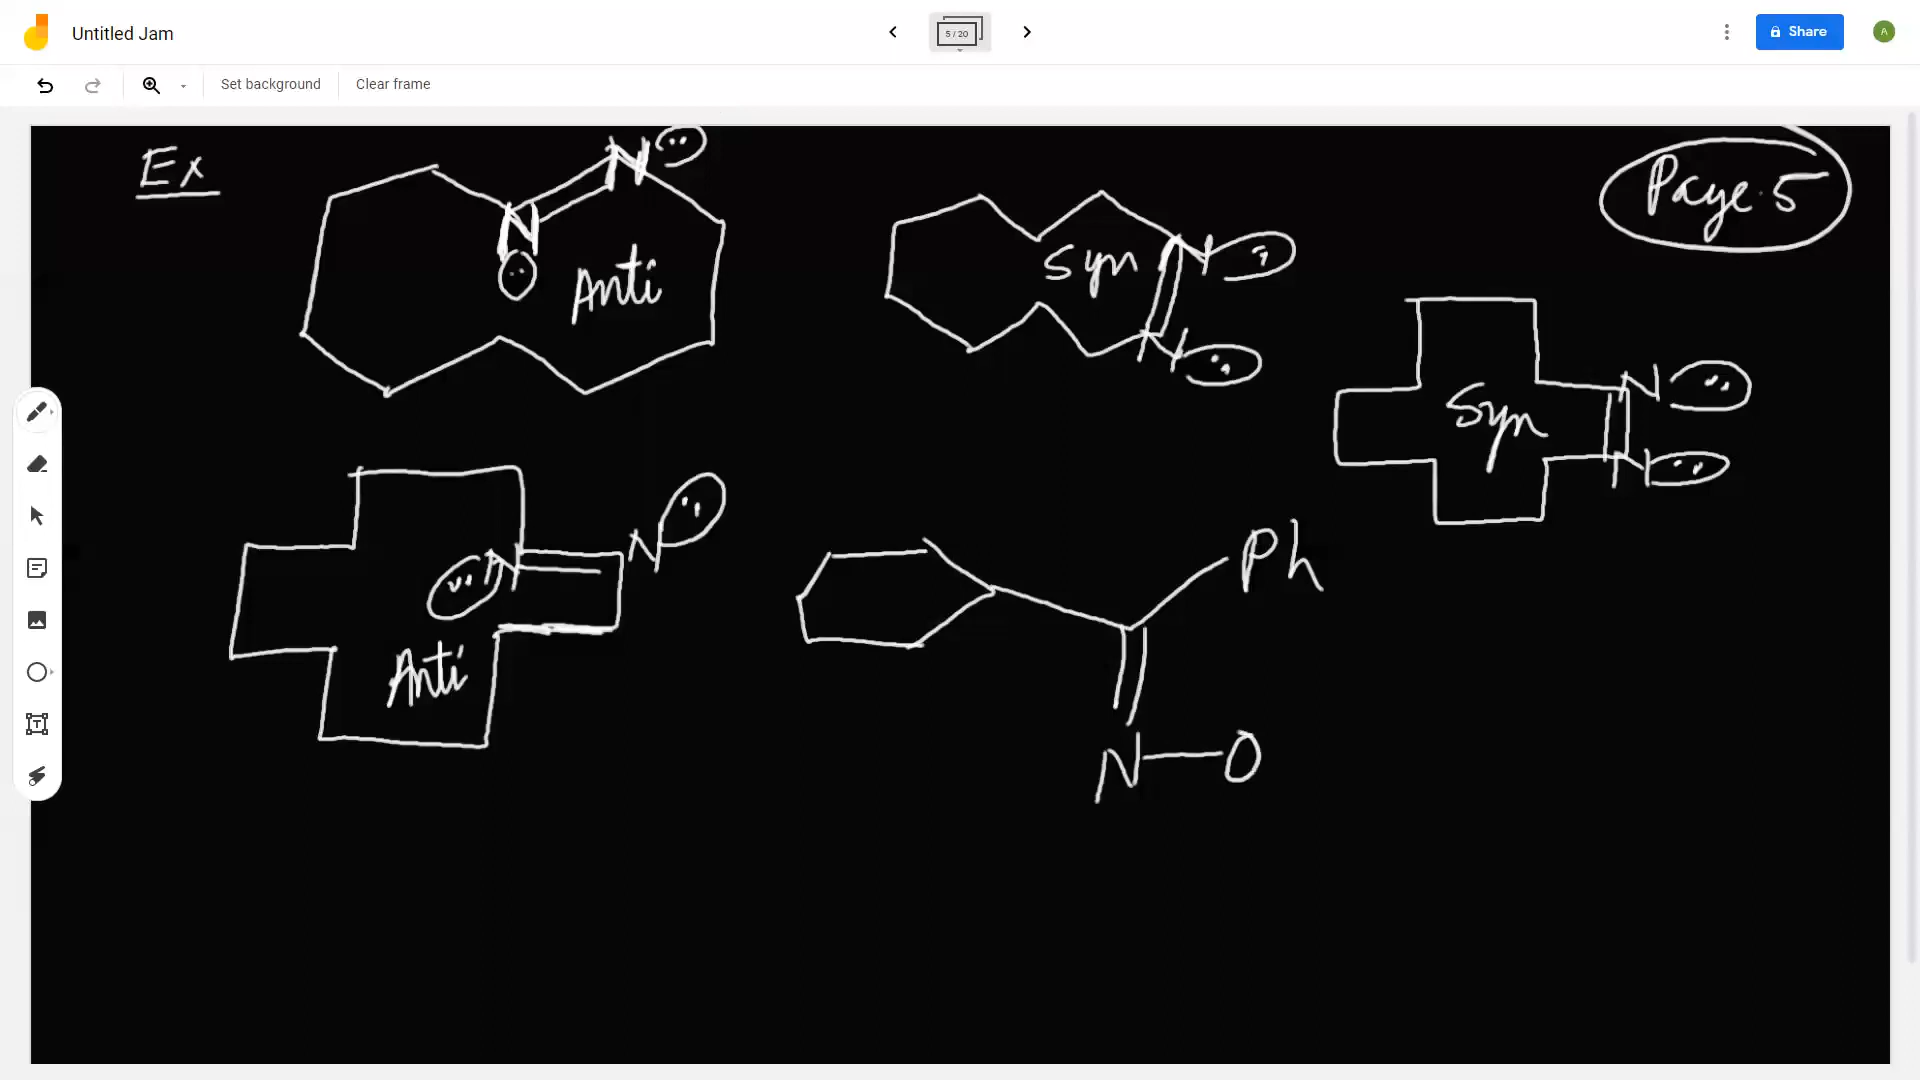 Untitled Jam
5 / 20
Share
A
Set background
Clear frame
Ex
Page 5
N
N
Anti
Syn
N
N
Syn
N
N
N
N
Anti
Ph
N—O
T